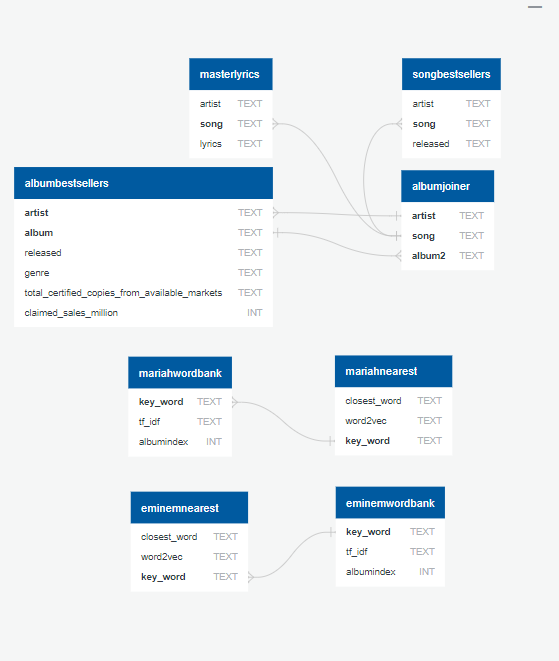 masterlyrics
artist TEXT
song TEXT
lyrics TEXT
songbestsellers
artist TEXT
song TEXT
released TEXT
albumbestsellers
artist TEXT
album TEXT
released TEXT
genre TEXT
total_certified_copies_from_available_markets TEXT
claimed_sales_million INT
albumjoiner
artist TEXT
song TEXT
album2 TEXT
mariahwordbank
key_word TEXT
tf_idf TEXT
albumindex INT
mariahnearest
closest_word TEXT
word2vec TEXT
key_word TEXT
eminemnearest
closest_word TEXT
word2vec TEXT
key_word TEXT
eminemwordbank
key_word TEXT
tf_idf TEXT
albumindex INT